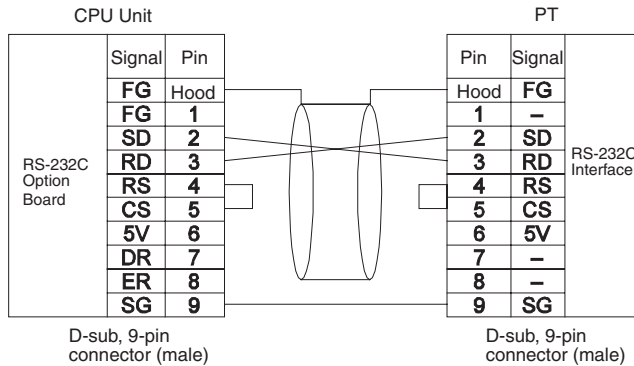 CPU Unit PT
Signal Pin Pin Signal
FG Hood Hood FG
FG 1 1 –
SD 2 2 SD
RD 3 3 RD
RS-232C Option Board RS-232C Interface
RS 4 4 RS
CS 5 5 CS
5V 6 6 5V
DR 7 7 –
ER 8 8 –
SG 9 9 SG
D-sub, 9-pin D-sub, 9-pin
connector (male) connector (male)